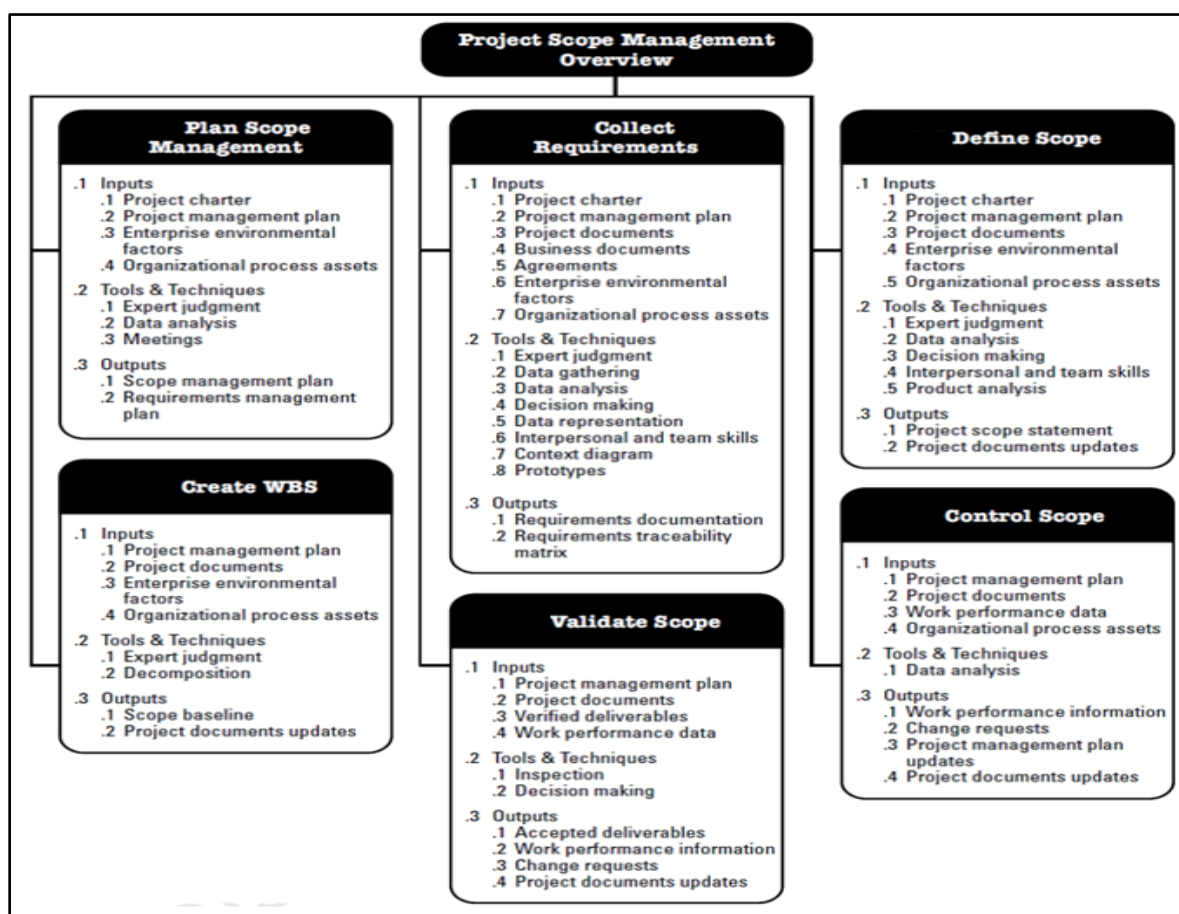 Project Scope Management
Overview
Plan Scope
Management
.1 Inputs
.1 Project charter
.2 Project management plan
.3 Enterprise environmental
factors
.4 Organizational process assets
.2 Tools & Techniques
.1 Expert judgment
.2 Data analysis
.3 Meetings
.3 Outputs
.1 Scope management plan
.2 Requirements management
plan
Collect
Requirements
.1 Inputs
.1 Project charter
.2 Project management plan
.3 Project documents
.4 Business documents
.5 Agreements
.6 Enterprise environmental
factors
.7 Organizational process assets
.2 Tools & Techniques
.1 Expert judgment
.2 Data gathering
.3 Data analysis
.4 Decision making
.5 Data representation
.6 Interpersonal and team skills
.7 Context diagram
.8 Prototypes
.3 Outputs
.1 Requirements documentation
.2 Requirements traceability
matrix
Define Scope
.1 Inputs
.1 Project charter
.2 Project management plan
.3 Project documents
.4 Enterprise environmental
factors
.5 Organizational process assets
.2 Tools & Techniques
.1 Expert judgment
.2 Data analysis
.3 Decision making
.4 Interpersonal and team skills
.5 Product analysis
.3 Outputs
.1 Project scope statement
.2 Project documents updates
Create WBS
.1 Inputs
.1 Project management plan
.2 Project documents
.3 Enterprise environmental
factors
.4 Organizational process assets
.2 Tools & Techniques
.1 Expert judgment
.2 Decomposition
.3 Outputs
.1 Scope baseline
.2 Project documents updates
Validate Scope
.1 Inputs
.1 Project management plan
.2 Project documents
.3 Verified deliverables
.4 Work performance data
.2 Tools & Techniques
.1 Inspection
.2 Decision making
.3 Outputs
.1 Accepted deliverables
.2 Work performance information
.3 Change requests
.4 Project documents updates
Control Scope
.1 Inputs
.1 Project management plan
.2 Project documents
.3 Work performance data
.4 Organizational process assets
.2 Tools & Techniques
.1 Data analysis
.3 Outputs
.1 Work performance information
.2 Change requests
.3 Project management plan
updates
.4 Project documents updates